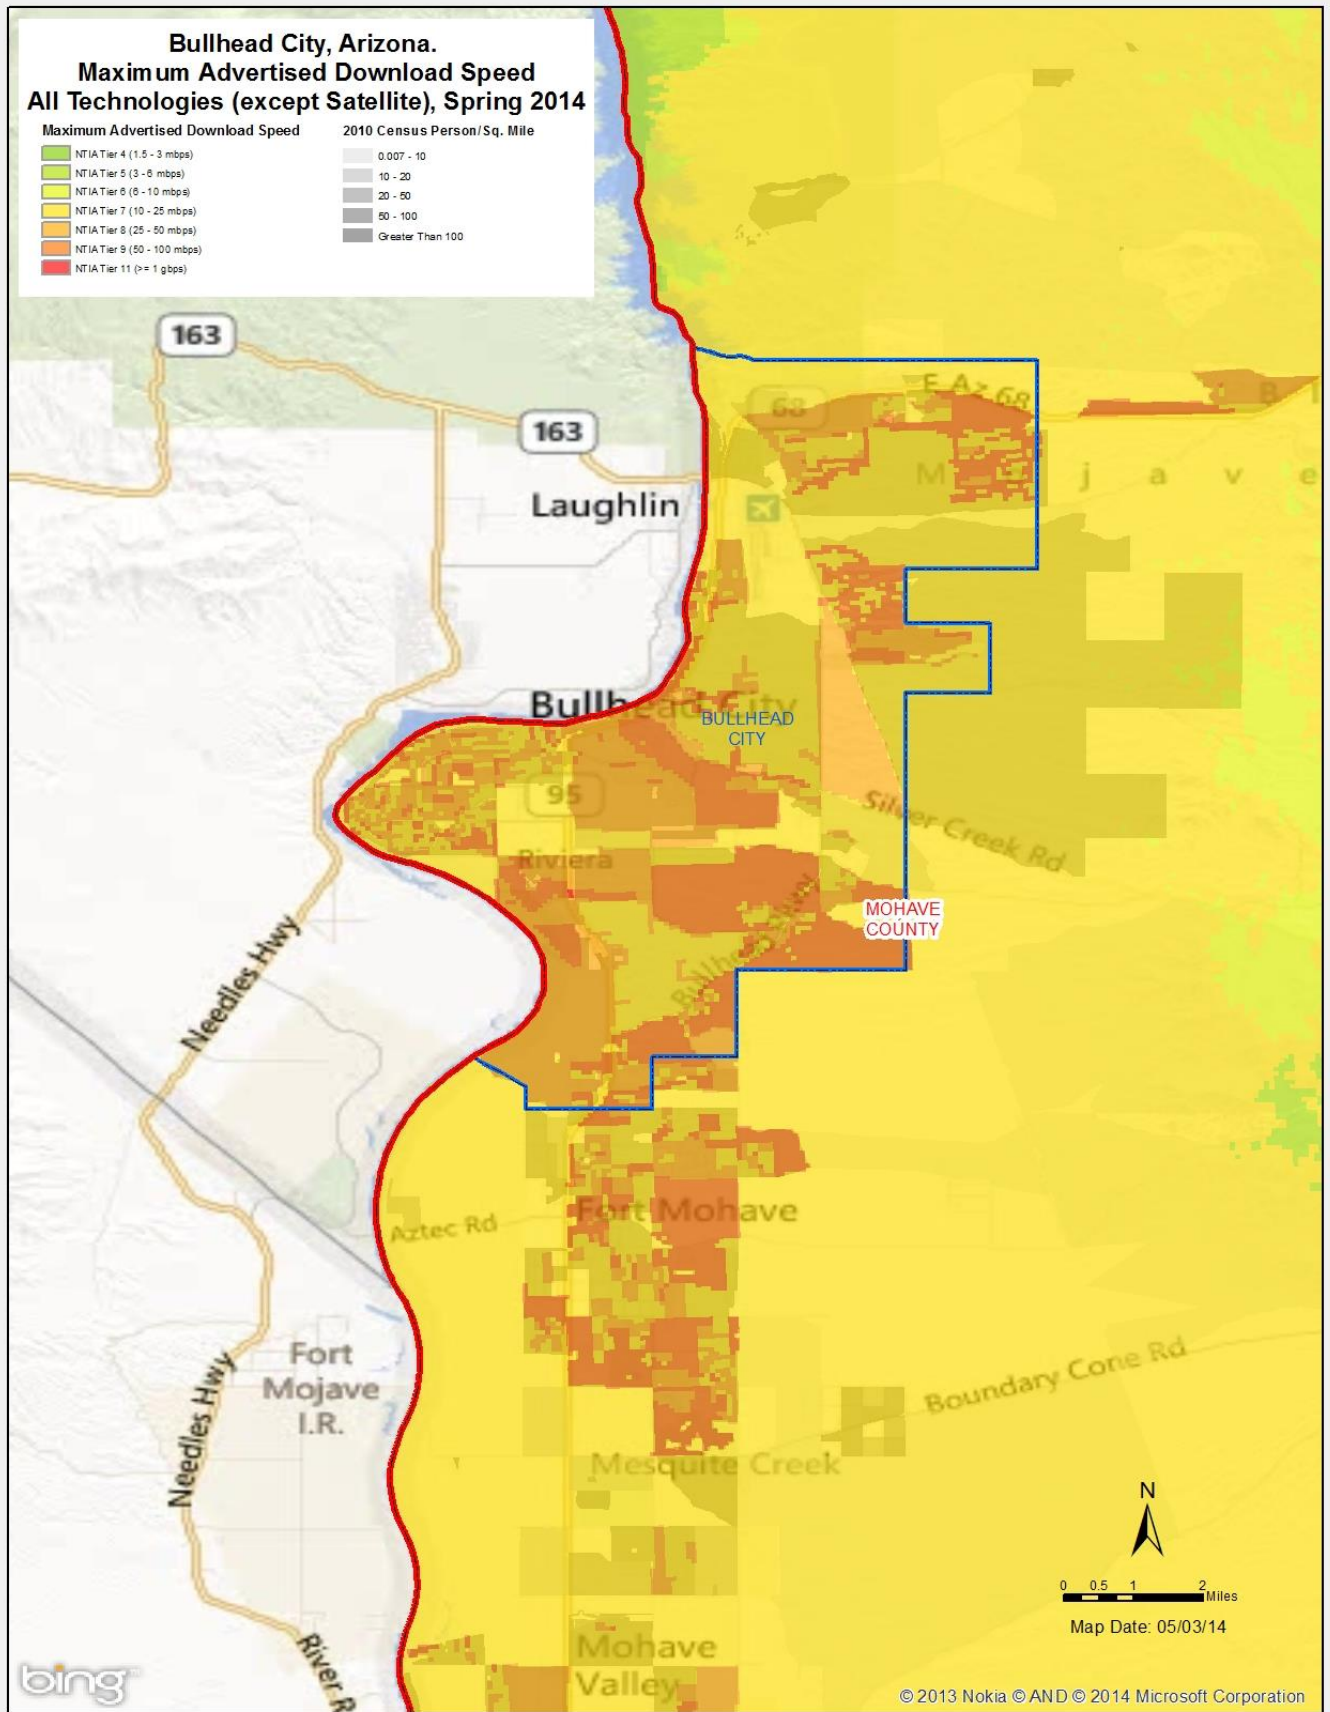 Bullhead City, Arizona.
Maximum Advertised Download Speed
All Technologies (except Satellite), Spring 2014
Maximum Advertised Download Speed
NTIA Tier 4 (1.5 - 3 mbps)
NTIA Tier 5 (3 - 6 mbps)
NTIA Tier 6 (6 - 10 mbps)
NTIA Tier 7 (10 - 25 mbps)
NTIA Tier 8 (25 - 50 mbps)
NTIA Tier 9 (50 - 100 mbps)
NTIA Tier 11 (>= 1 gbps)
2010 Census Person/Sq. Mile
0.007 - 10
10 - 20
20 - 50
50 - 100
Greater Than 100
163
163
E Az 68
68
Laughlin
Bullhead City
BULLHEAD
CITY
95
Silver Creek Rd
Riviera
MOHAVE
COUNTY
Bullhead Pkwy
Needles Hwy
Fort Mohave
Aztec Rd
Fort
Mojave
I.R.
Boundary Cone Rd
Needles Hwy
Mesquite Creek
N
0 0.5 1 2
Miles
Map Date: 05/03/14
River R
Mohave
Valley
bing
© 2013 Nokia © AND © 2014 Microsoft Corporation